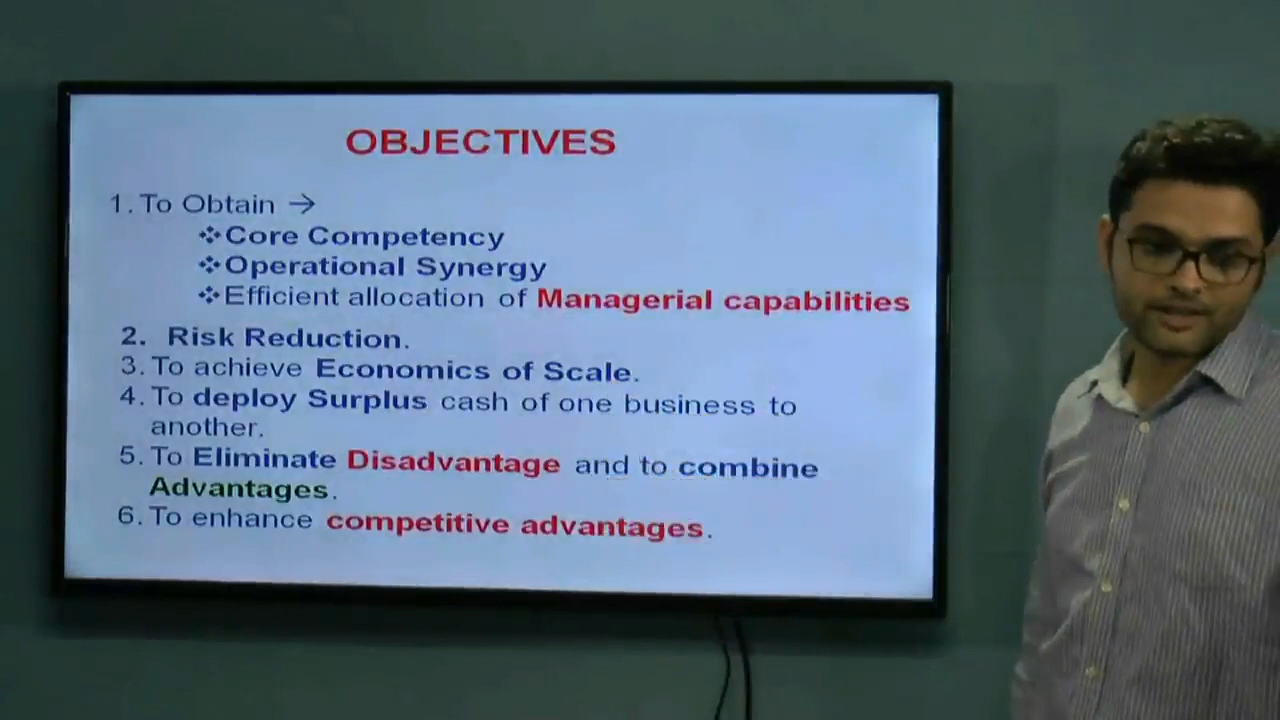 OBJECTIVES
1. To Obtain →
❖Core Competency
❖Operational Synergy
❖Efficient allocation of Managerial capabilities
2. Risk Reduction.
3. To achieve Economics of Scale.
4. To deploy Surplus cash of one business to
another.
5. To Eliminate Disadvantage and to combine
Advantages.
6. To enhance competitive advantages.